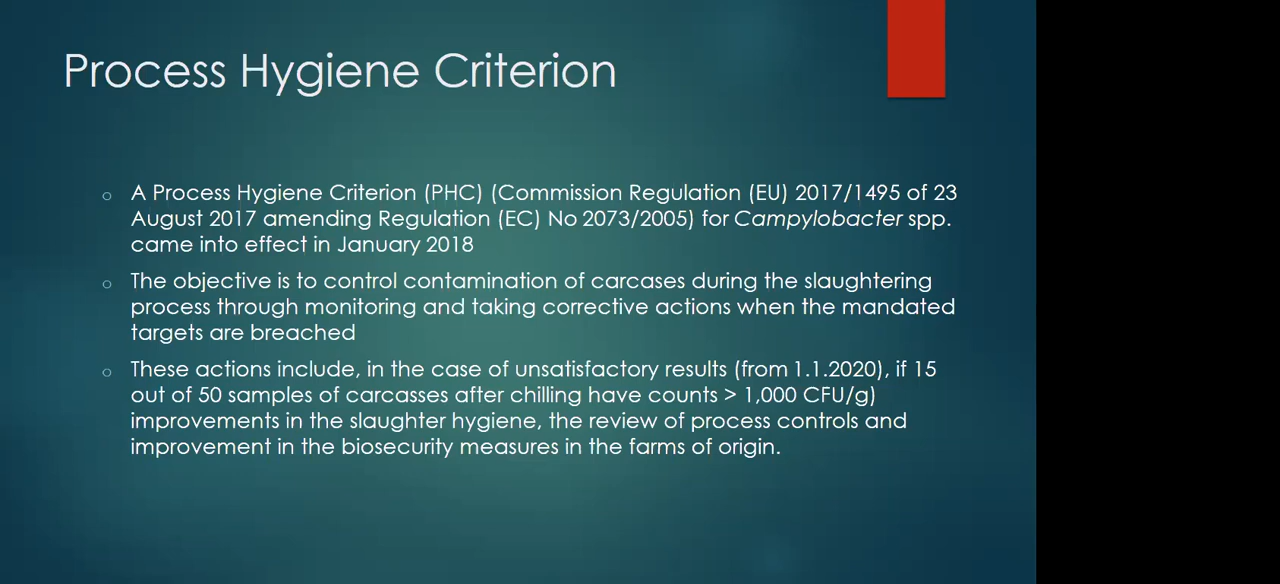 Process Hygiene Criterion
A Process Hygiene Criterion (PHC) (Commission Regulation (EU) 2017/1495 of 23
August 2017 amending Regulation (EC) No 2073/2005) for Campylobacter spp.
came into effect in January 2018
The objective is to control contamination of carcases during the slaughtering
process through monitoring and taking corrective actions when the mandated
targets are breached
These actions include, in the case of unsatisfactory results (from 1.1.2020), if 15
out of 50 samples of carcasses after chilling have counts > 1,000 CFU/g)
improvements in the slaughter hygiene, the review of process controls and
improvement in the biosecurity measures in the farms of origin.